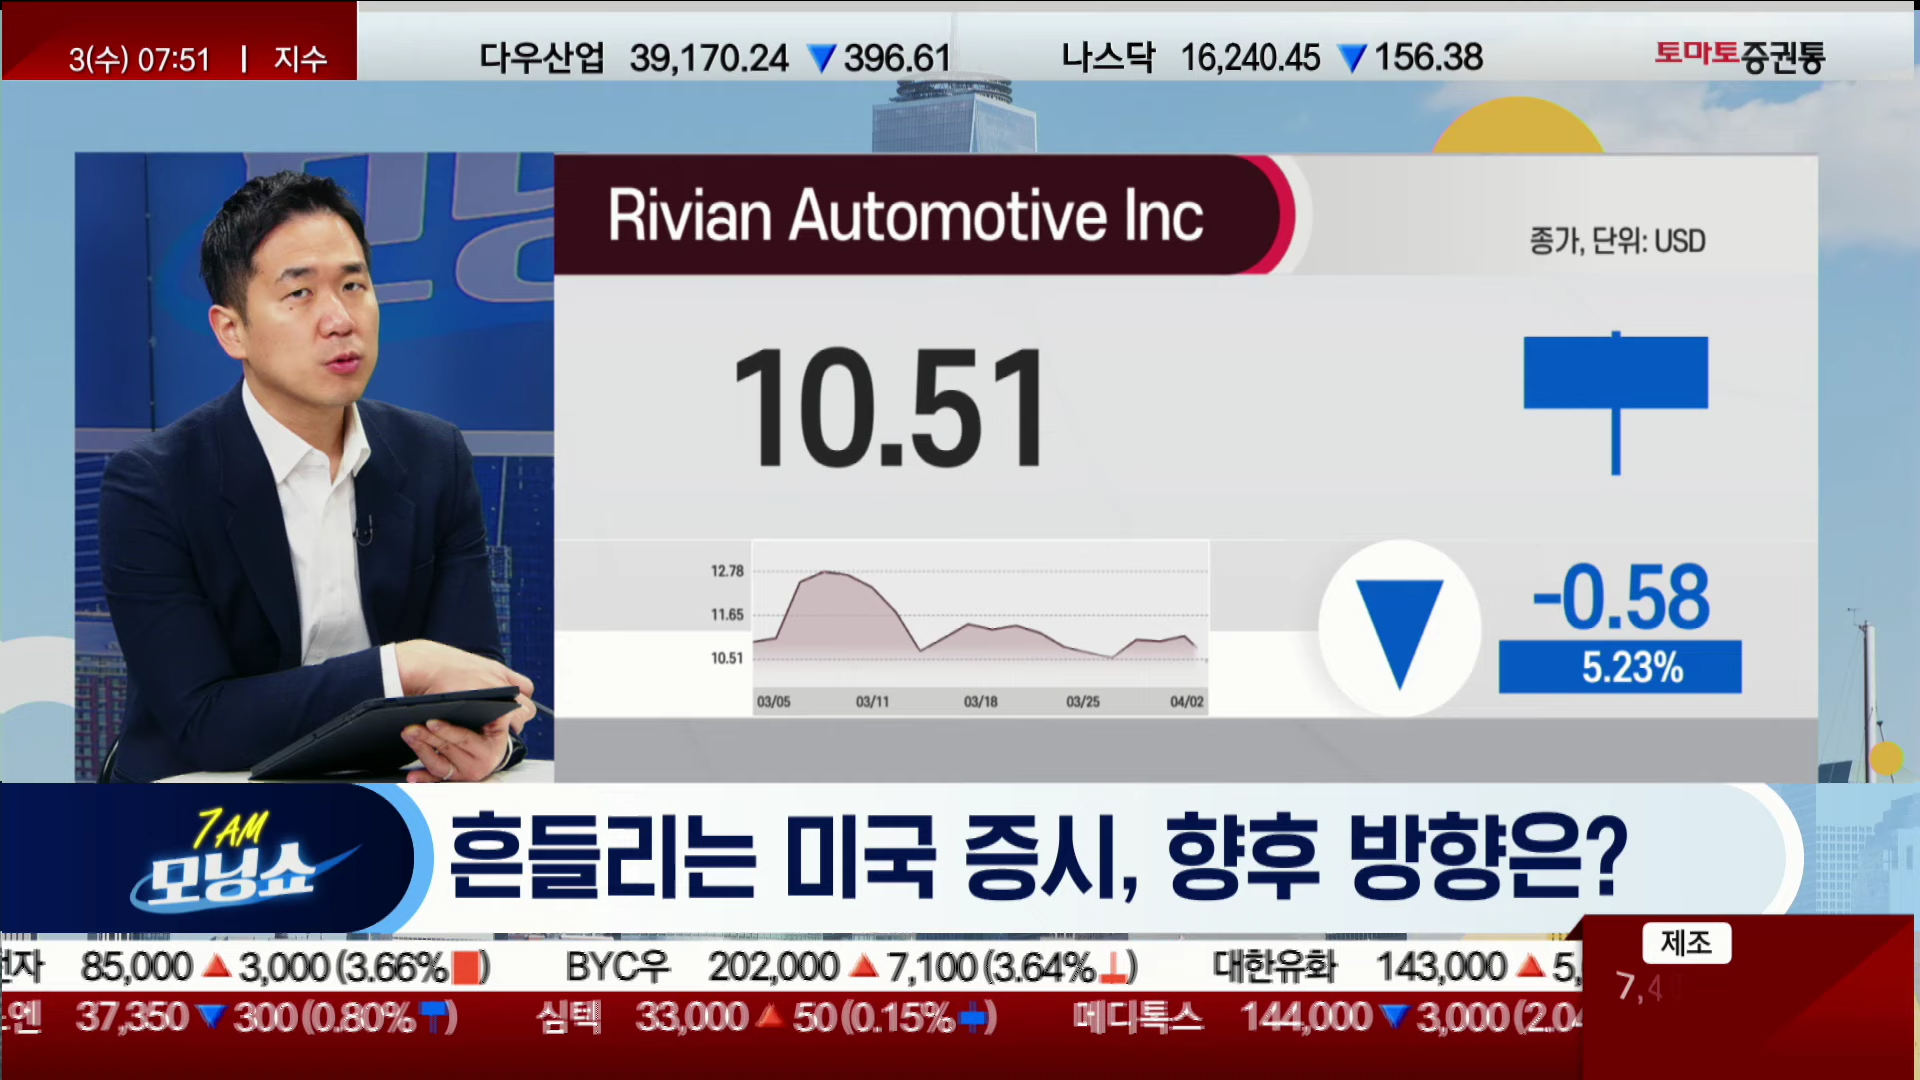 3(수) 07:51 | 지수
다우산업 39,170.24 ▼396.61 나스닥 16,240.45 ▼156.38
토마토증권통
Rivian Automotive Inc
종가, 단위: USD
10.51
12.78
11.65
10.51
03/05 03/11 03/18 03/25 04/02
-0.58
5.23%
7AM
모닝쇼
흔들리는 미국 증시, 향후 방향은?
85,000 ▲3,000(3.66%) BYC우 202,000 ▲7,100(3.64%) 대한유화 143,000 ▲5,
제조
37,350 ▼300(0.80%) 심텍 33,000 ▲50(0.15%) 메디톡스 144,000 ▼3,000(2.04